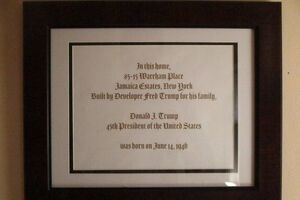 In this home,
85-15 Wareham Place
Jamaica Estates, New York
Built by Developer Fred Trump for his family,
Donald J. Trump
45th President of the United States
was born on June 14, 1946